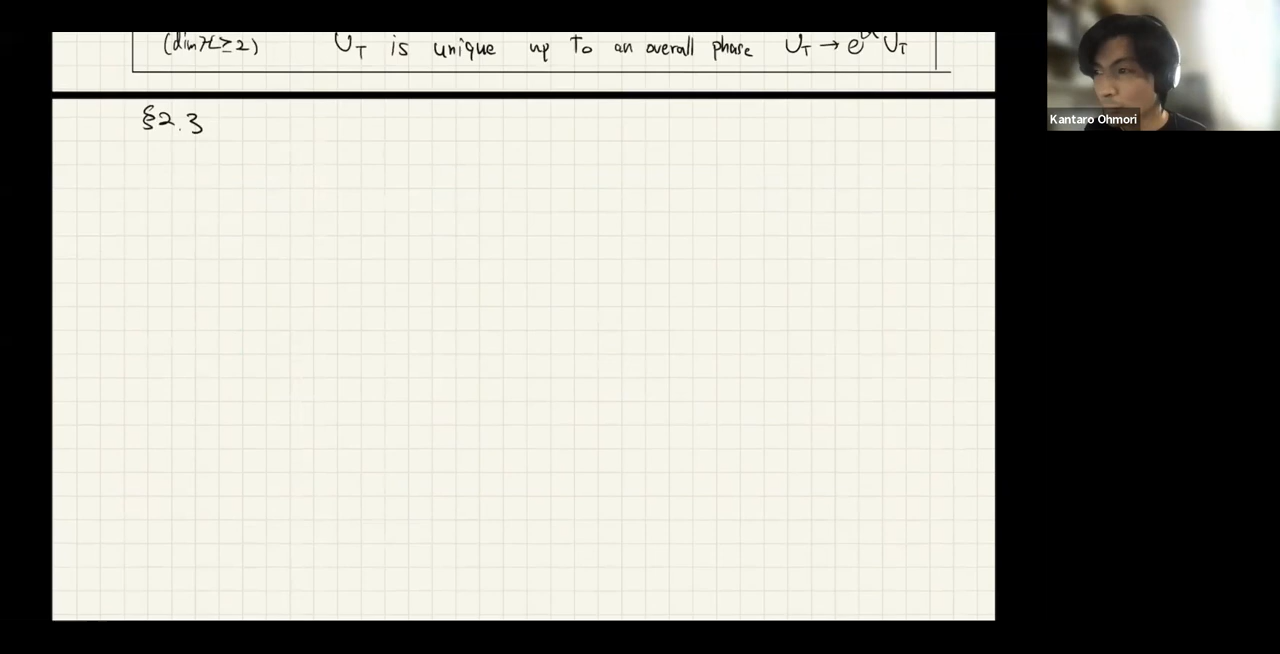 (dim ℋ ≥ 2) U_T is unique up to an overall phase U_T → e^{iα} U_T
§2.3
Kantaro Ohmori